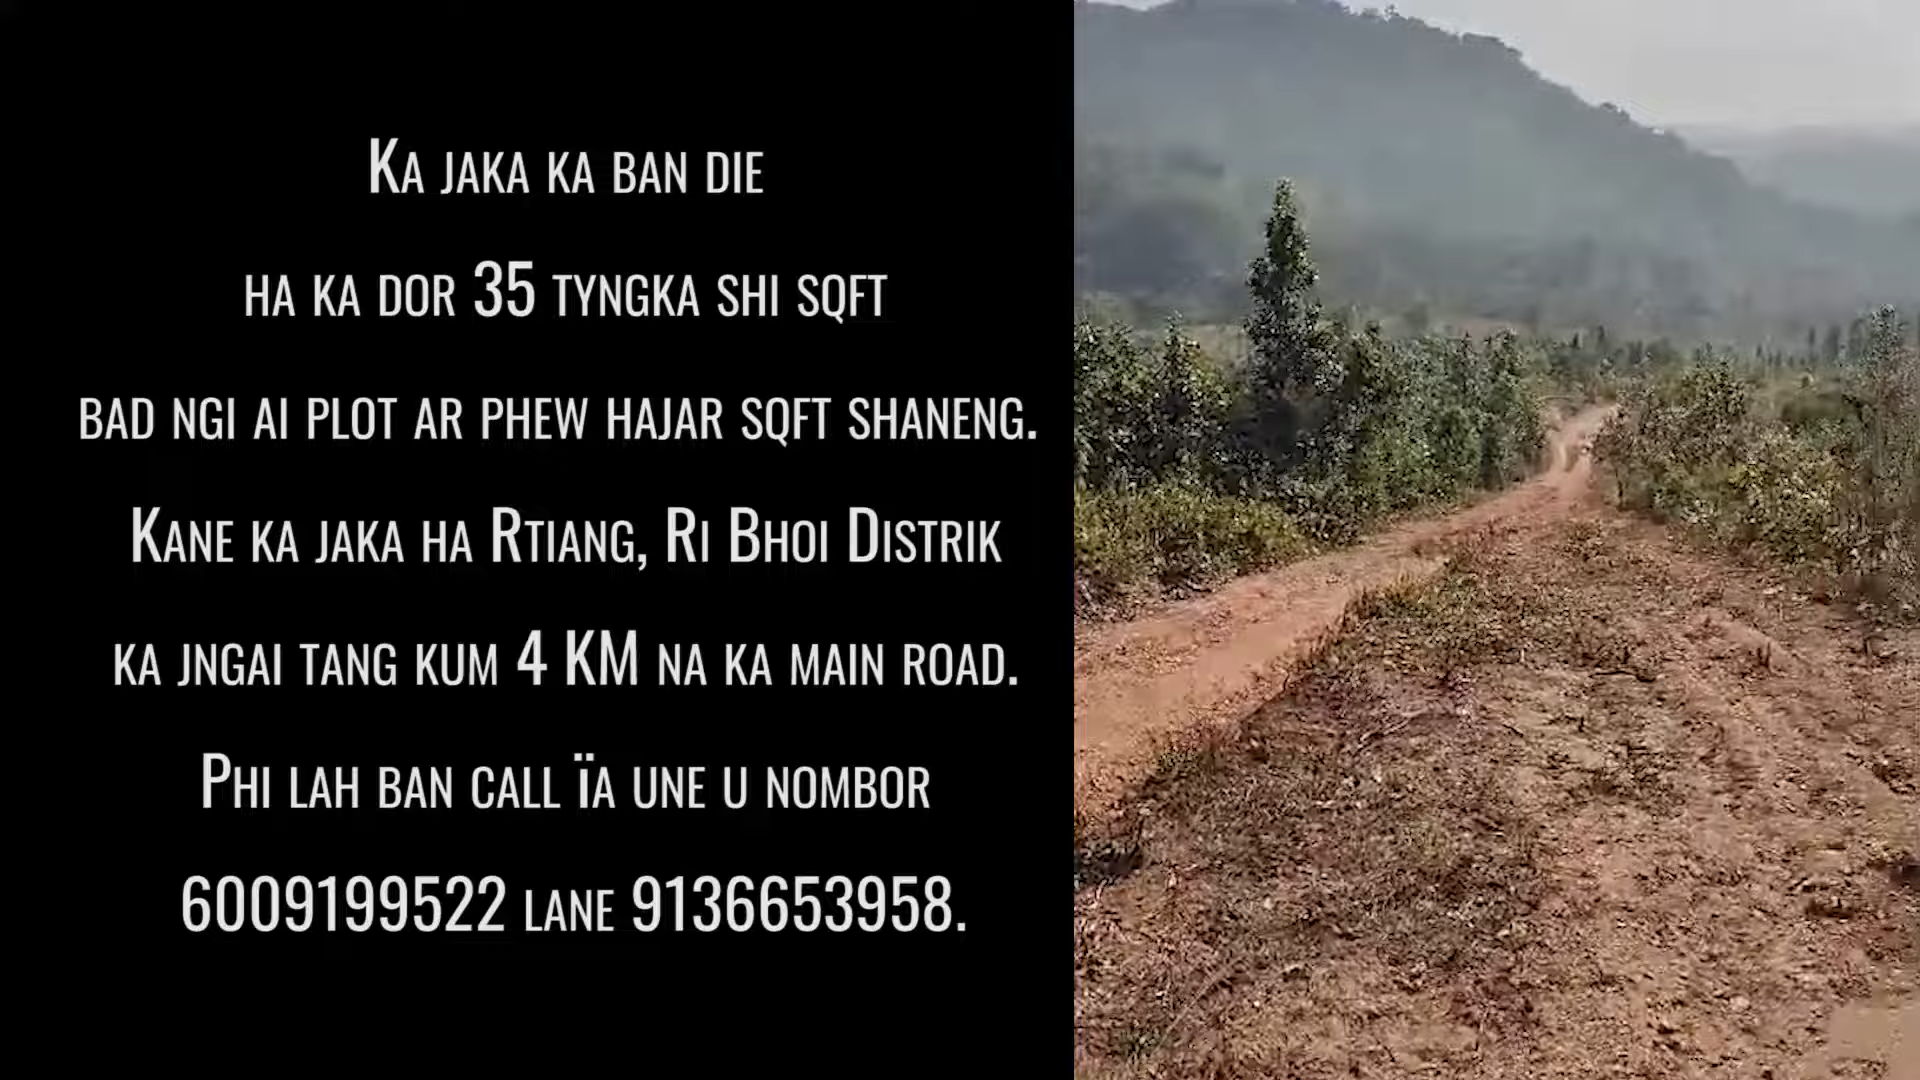 Ka jaka ka ban die
ha ka dor 35 tyngka shi sqft
bad ngi ai plot ar phew hajar sqft shaneng.
Kane ka jaka ha Rtiang, Ri Bhoi Distrik
ka jngai tang kum 4 KM na ka main road.
Phi lah ban call ïa une u nombor
6009199522 lane 9136653958.